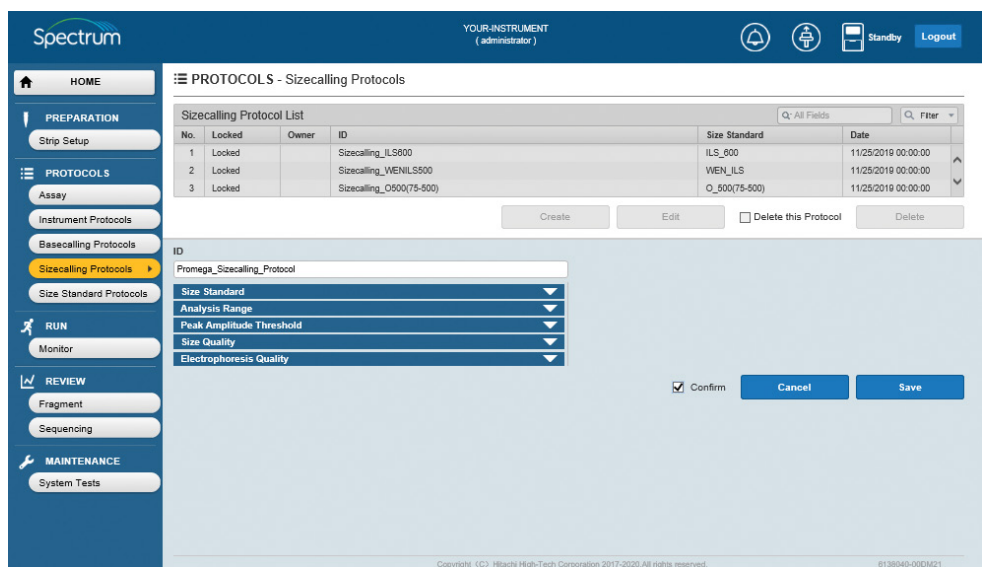 Spectrum
YOUR-INSTRUMENT
( administrator )
Standby
Logout
HOME
PREPARATION
Strip Setup
PROTOCOLS
Assay
Instrument Protocols
Basecalling Protocols
Sizecalling Protocols
Size Standard Protocols
RUN
Monitor
REVIEW
Fragment
Sequencing
MAINTENANCE
System Tests
PROTOCOLS - Sizecalling Protocols
Sizecalling Protocol List
All Fields
Filter
No. Locked Owner ID Size Standard Date
1 Locked Sizecalling_ILS600 ILS_600 11/25/2019 00:00:00
2 Locked Sizecalling_WENILS500 WEN_ILS 11/25/2019 00:00:00
3 Locked Sizecalling_O500(75-500) O_500(75-500) 11/25/2019 00:00:00
Create Edit Delete this Protocol Delete
ID
Promega_Sizecalling_Protocol
Size Standard
Analysis Range
Peak Amplitude Threshold
Size Quality
Electrophoresis Quality
Confirm Cancel Save
Copyright (C) Hitachi High-Tech Corporation 2017-2020.All rights reserved. 6138040-00DM21